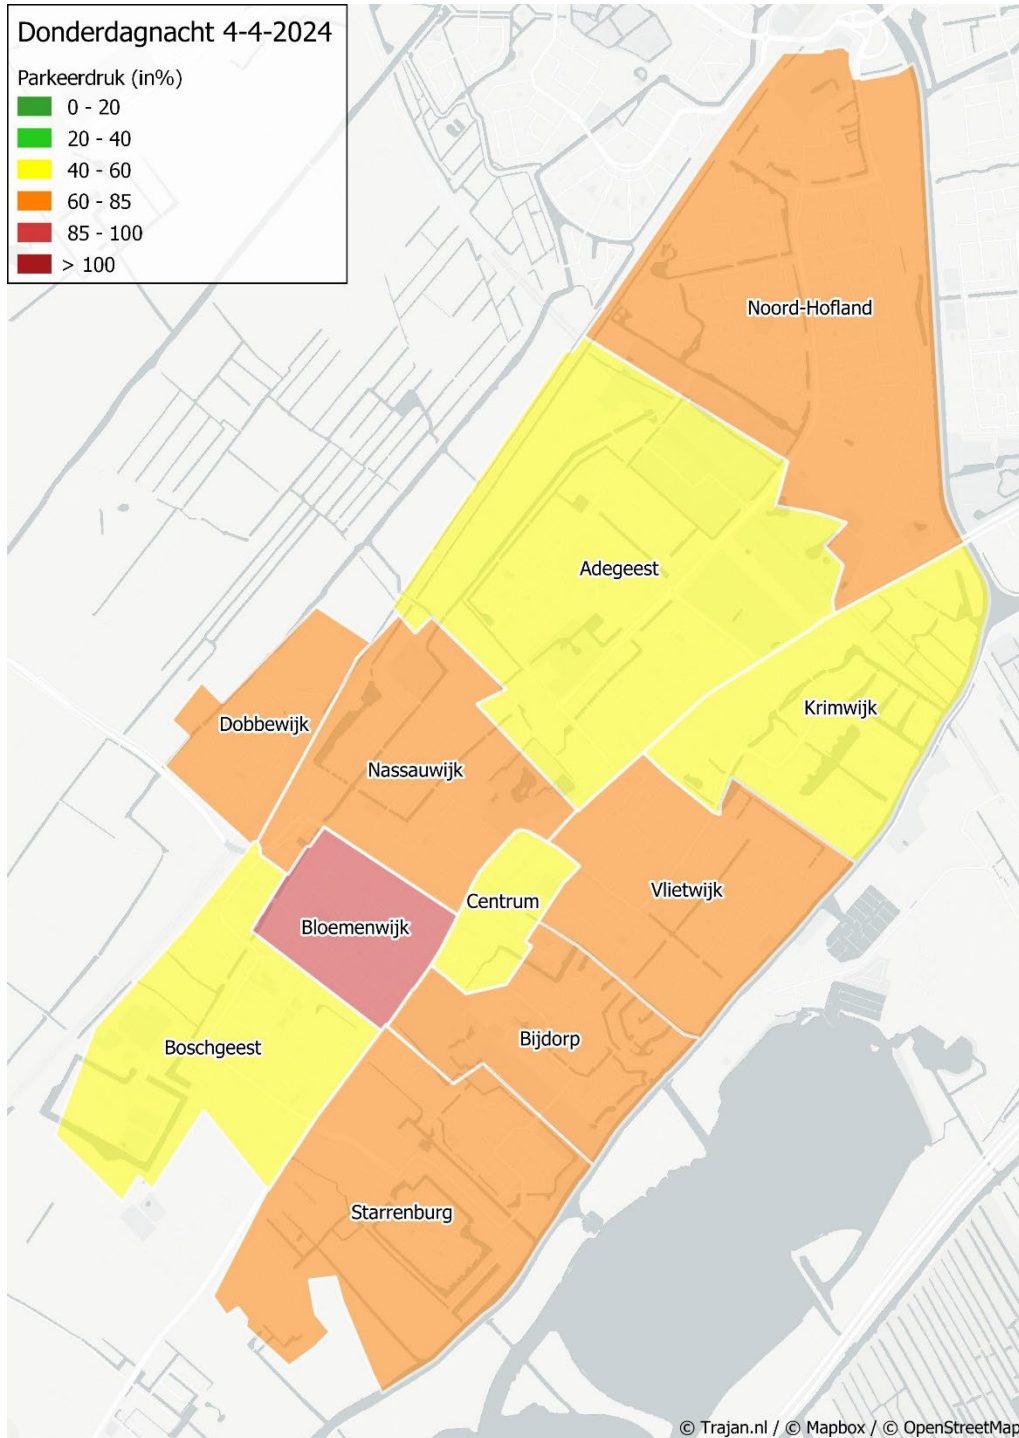 Donderdagnacht 4-4-2024
Parkeerdruk (in%)
0 - 20
20 - 40
40 - 60
60 - 85
85 - 100
> 100
Noord-Hofland
Adegeest
Krimwijk
Dobbewijk
Nassauwijk
Vlietwijk
Centrum
Bloemenwijk
Bijdorp
Boschgeest
Starrenburg
© Trajan.nl / © Mapbox / © OpenStreetMap